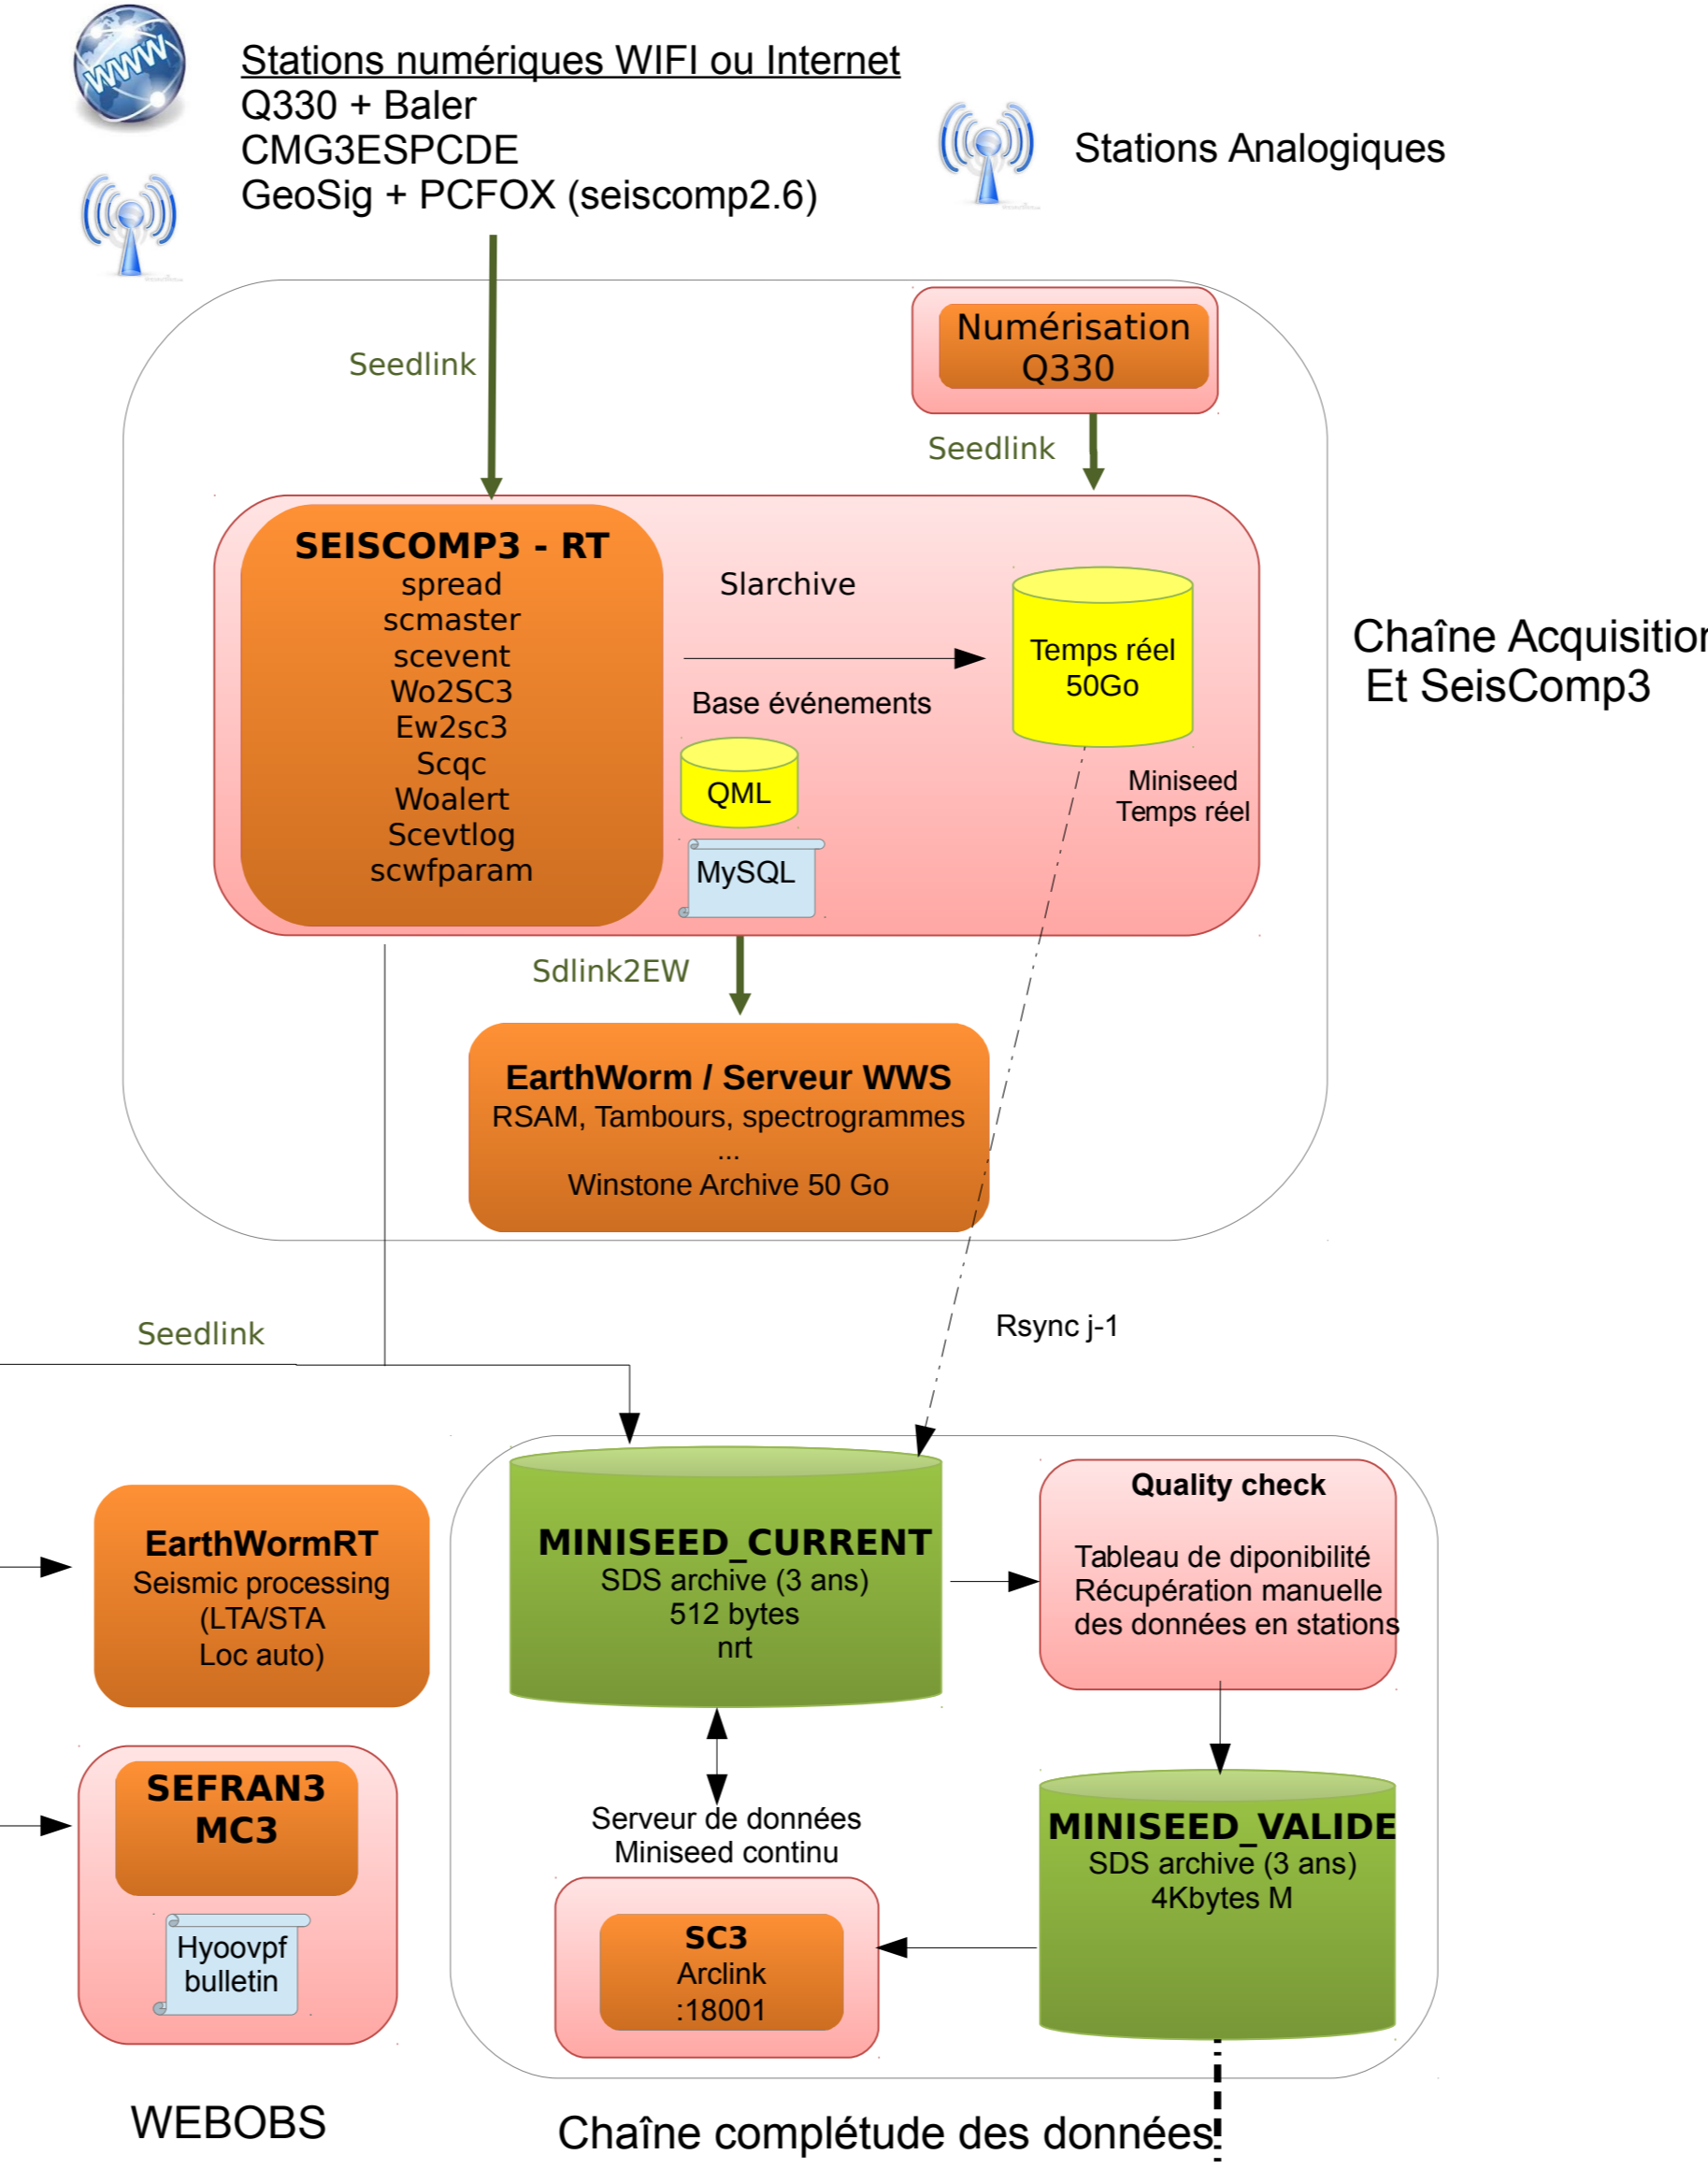 WWW
Stations numériques WIFI ou Internet
Q330 + Baler
CMG3ESPCDE
GeoSig + PCFOX (seiscomp2.6)
Stations Analogiques
Seedlink
Numérisation
Q330
Seedlink
SEISCOMP3 - RT
spread
scmaster
scevent
Wo2SC3
Ew2sc3
Scqc
Woalert
Scevtlog
scwfparam
Slarchive
Base événements
QML
MySQL
Temps réel
50Go
Miniseed
Temps réel
Chaîne Acquisition
Et SeisComp3
Sdlink2EW
EarthWorm / Serveur WWS
RSAM, Tambours, spectrogrammes
...
Winstone Archive 50 Go
Seedlink
Rsync j-1
EarthWormRT
Seismic processing
(LTA/STA
Loc auto)
MINISEED_CURRENT
SDS archive (3 ans)
512 bytes
nrt
Quality check
Tableau de diponibilité
Récupération manuelle
des données en stations
SEFRAN3
MC3
Hyoovpf
bulletin
Serveur de données
Miniseed continu
SC3
Arclink
:18001
MINISEED_VALIDE
SDS archive (3 ans)
4Kbytes M
WEBOBS
Chaîne complétude des données